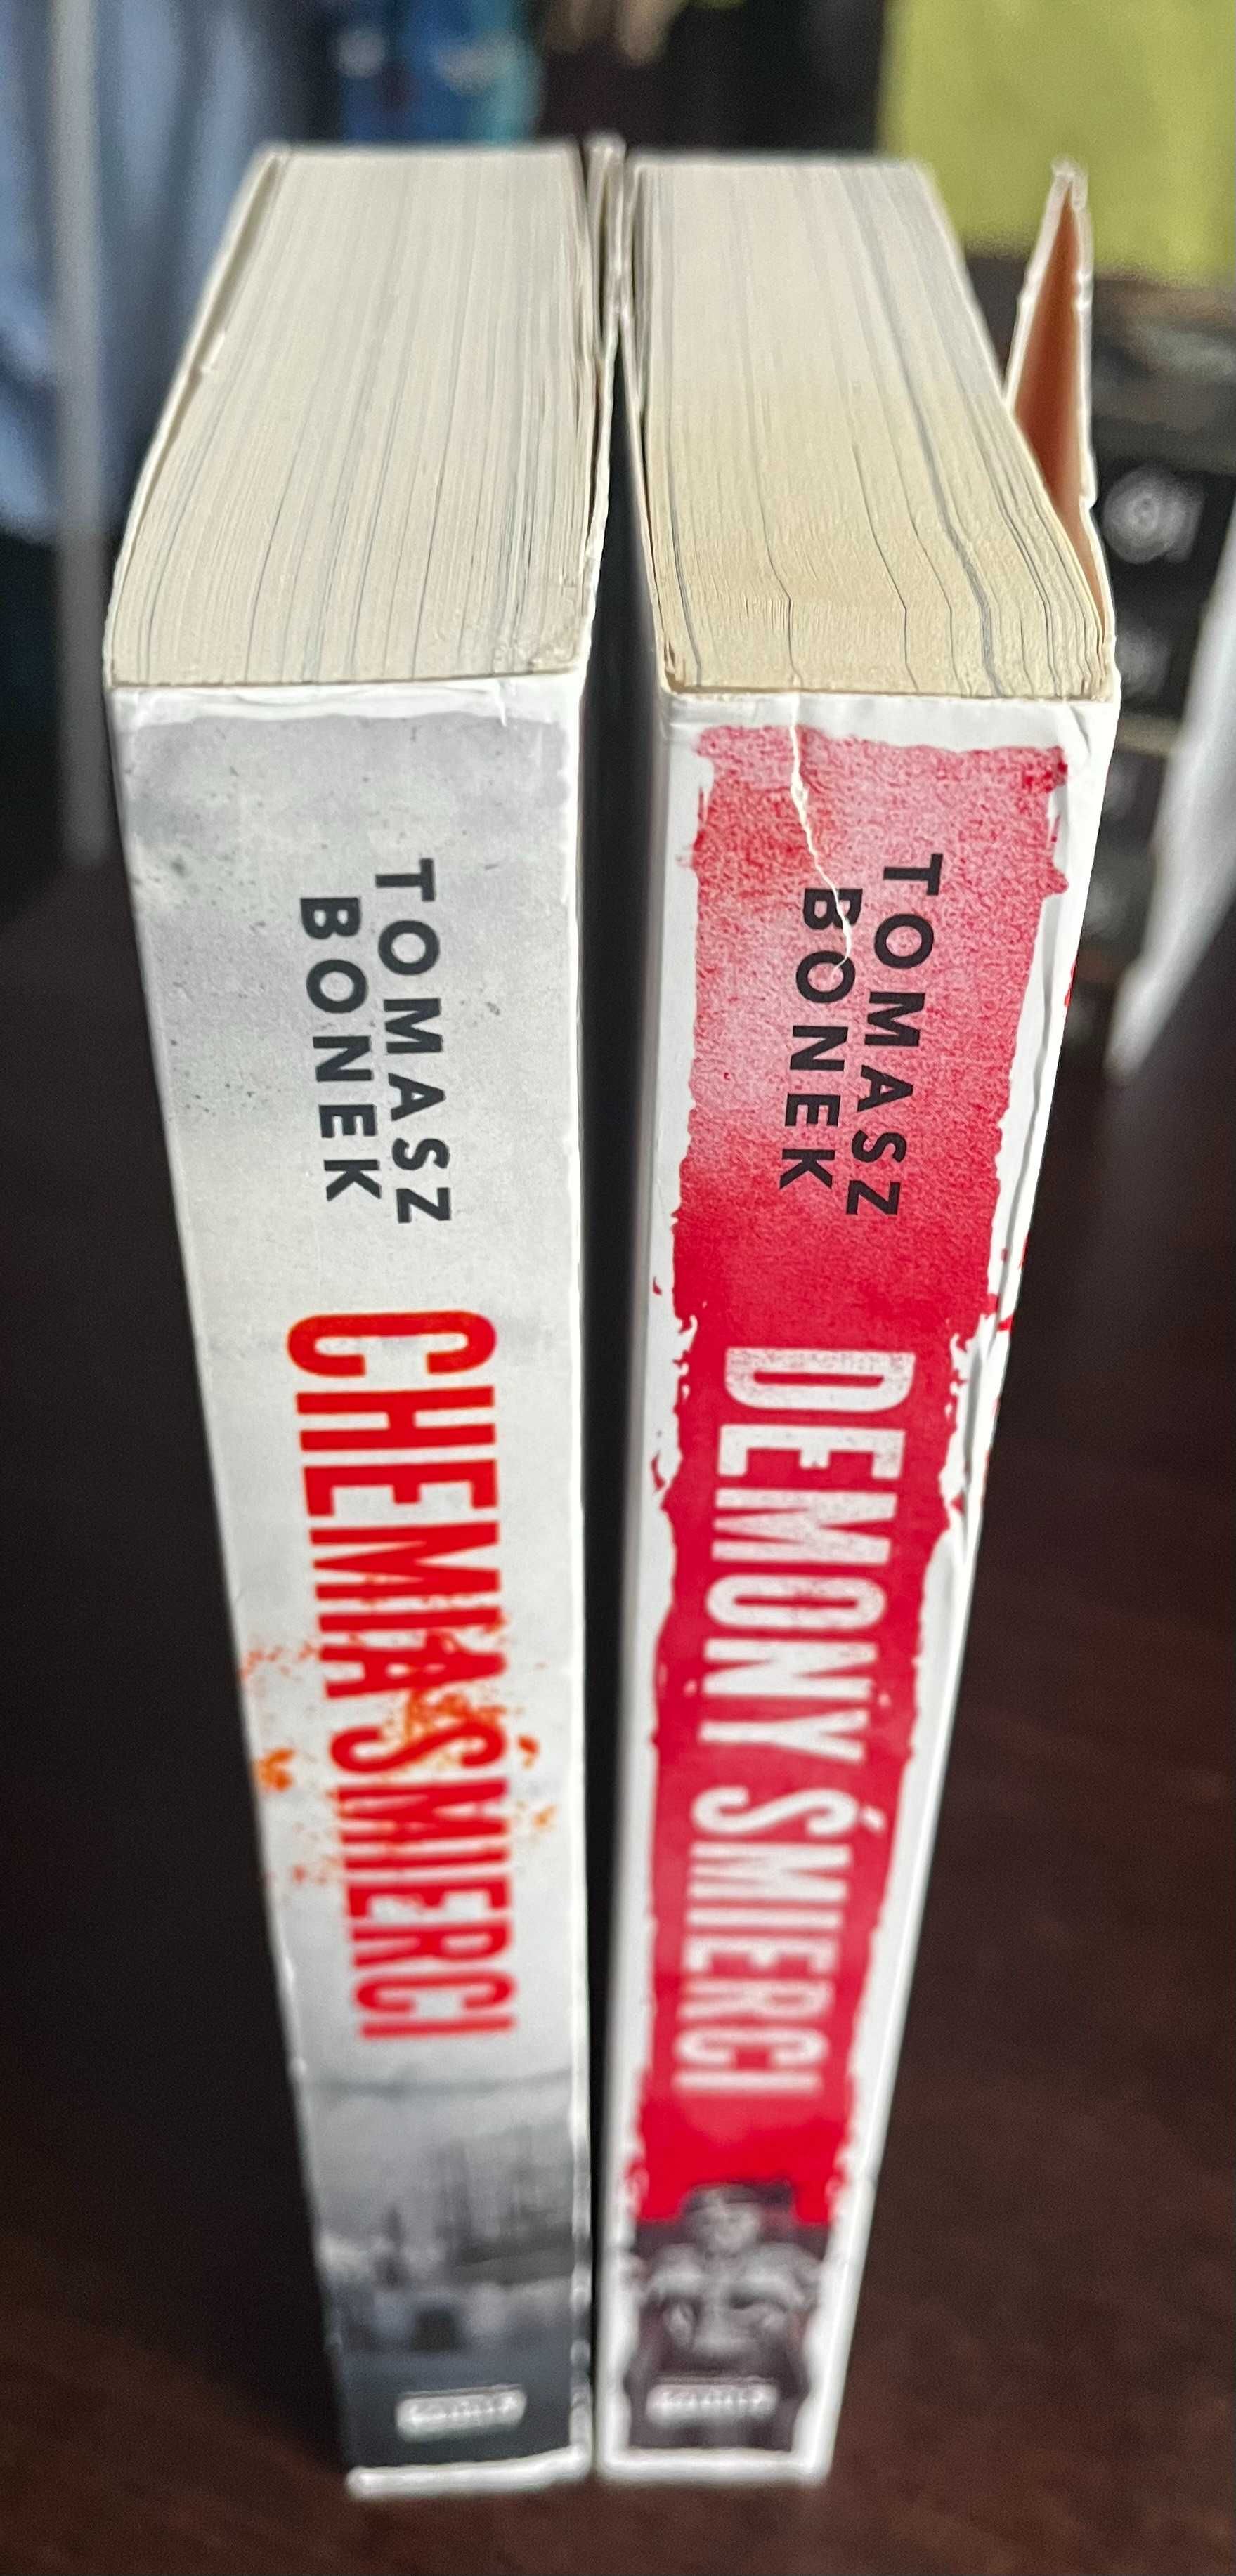 TOMASZ
BONEK
CHEMIA ŚMIERCI
TOMASZ
BONEK
DEMONY ŚMIERCI